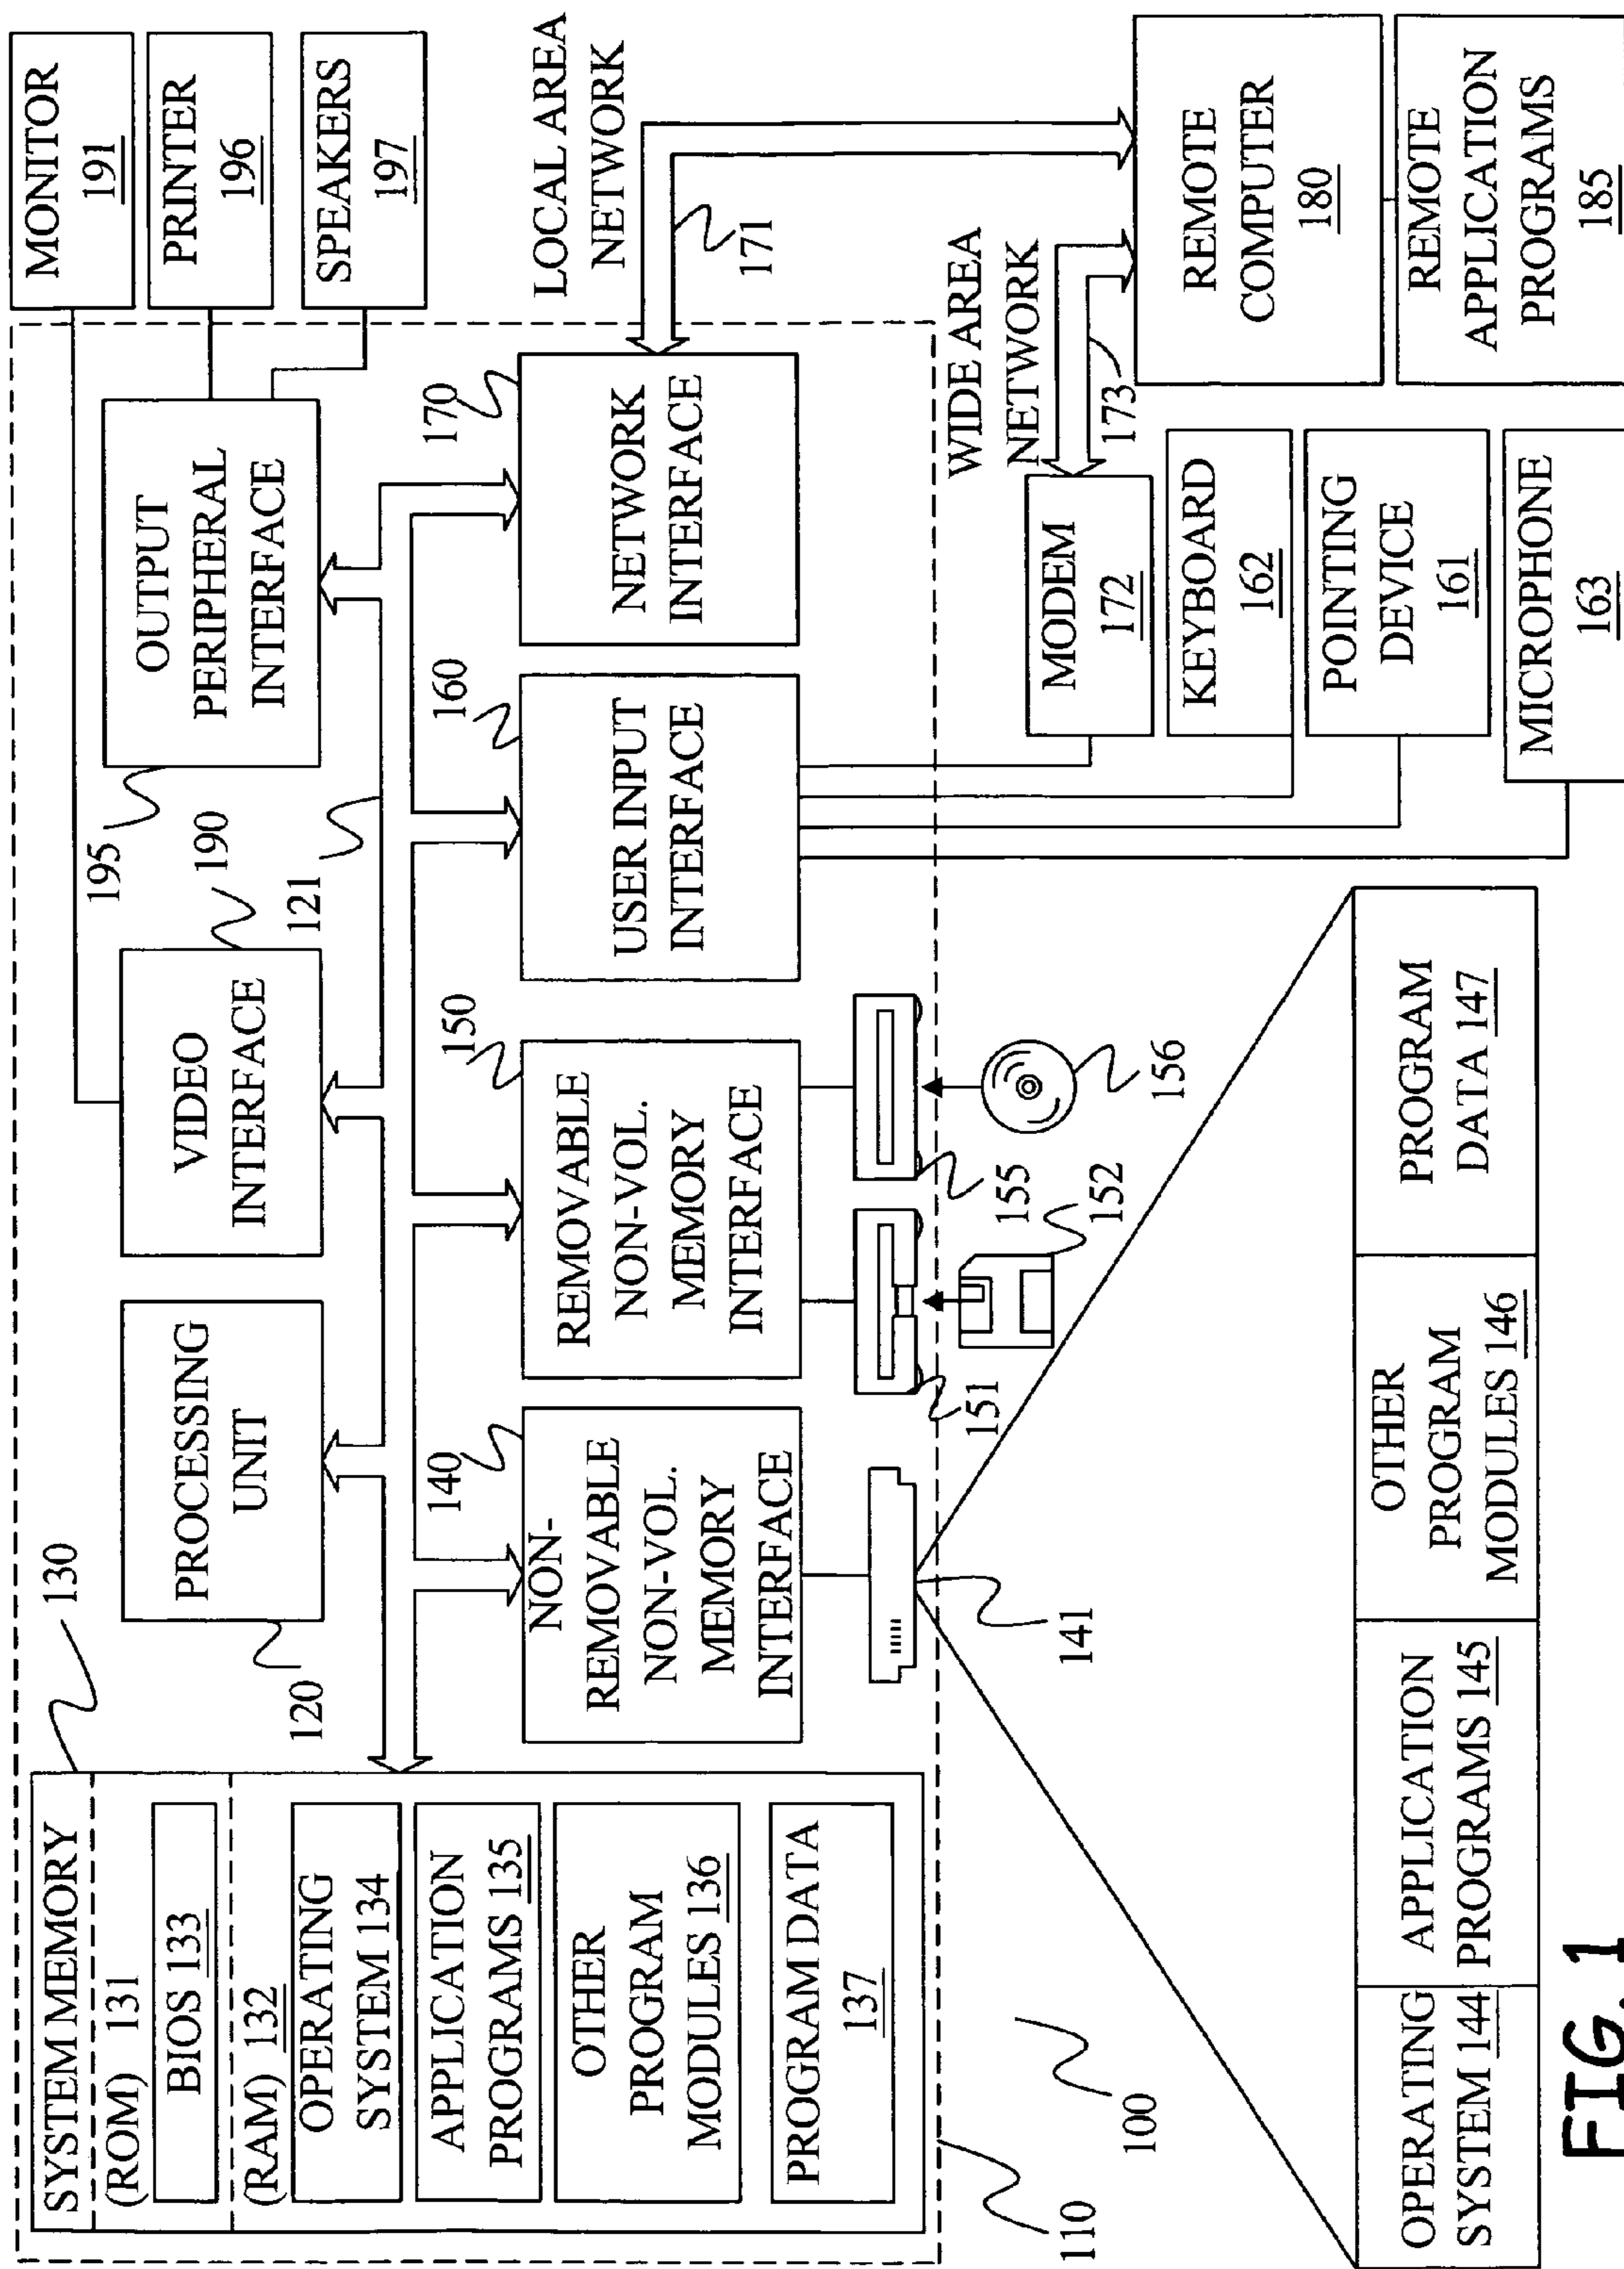 SYSTEM MEMORY
(ROM) 131
BIOS 133
(RAM) 132
OPERATING
SYSTEM 134
APPLICATION
PROGRAMS 135
OTHER
PROGRAM
MODULES 136
PROGRAM DATA
137
130
120
PROCESSING
UNIT
VIDEO
INTERFACE
190
121
195
OUTPUT
PERIPHERAL
INTERFACE
MONITOR
191
PRINTER
196
SPEAKERS
197
140
NON-
REMOVABLE
NON-VOL.
MEMORY
INTERFACE
150
REMOVABLE
NON-VOL.
MEMORY
INTERFACE
160
USER INPUT
INTERFACE
170
NETWORK
INTERFACE
LOCAL AREA
NETWORK
171
141
151
152
155
156
WIDE AREA
NETWORK
173
MODEM
172
KEYBOARD
162
POINTING
DEVICE
161
MICROPHONE
163
REMOTE
COMPUTER
180
REMOTE
APPLICATION
PROGRAMS
185
110
100
OPERATING
SYSTEM 144
APPLICATION
PROGRAMS 145
OTHER
PROGRAM
MODULES 146
PROGRAM
DATA 147
FIG. 1